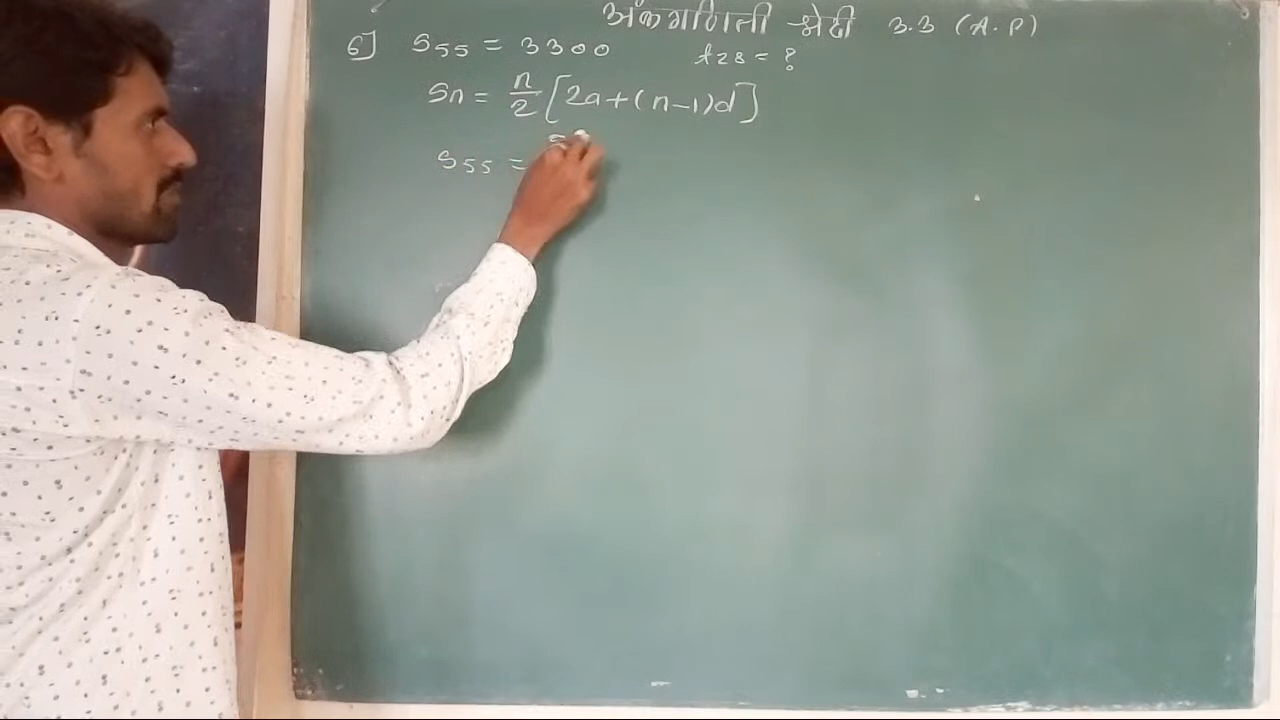 अंकगणिती श्रेढी 3.3 (A.P)
6] S55 = 3300 t28 = ?
Sn = n/2 [2a+(n-1)d]
S55 =